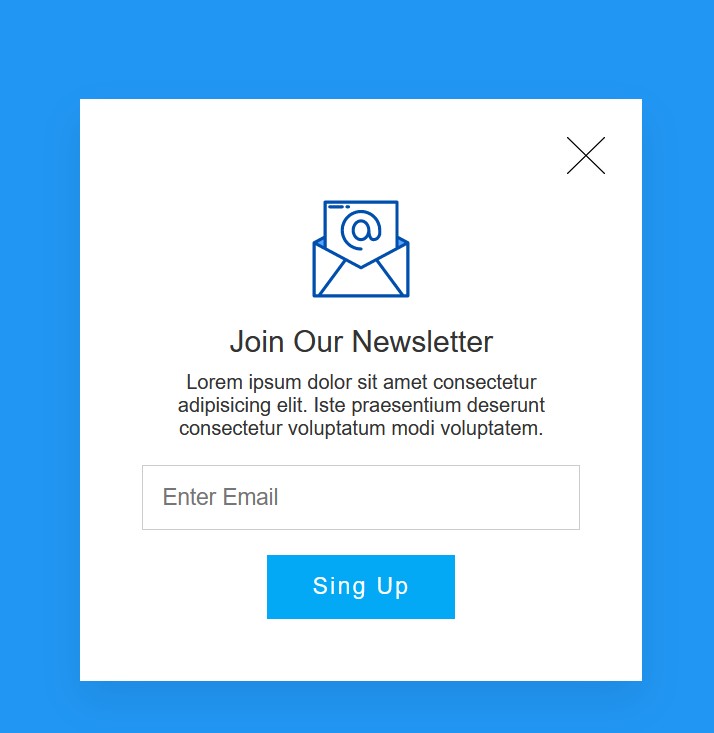 @
Join Our Newsletter
Lorem ipsum dolor sit amet consectetur
adipisicing elit. Iste praesentium deserunt
consectetur voluptatum modi voluptatem.
Enter Email
Sing Up